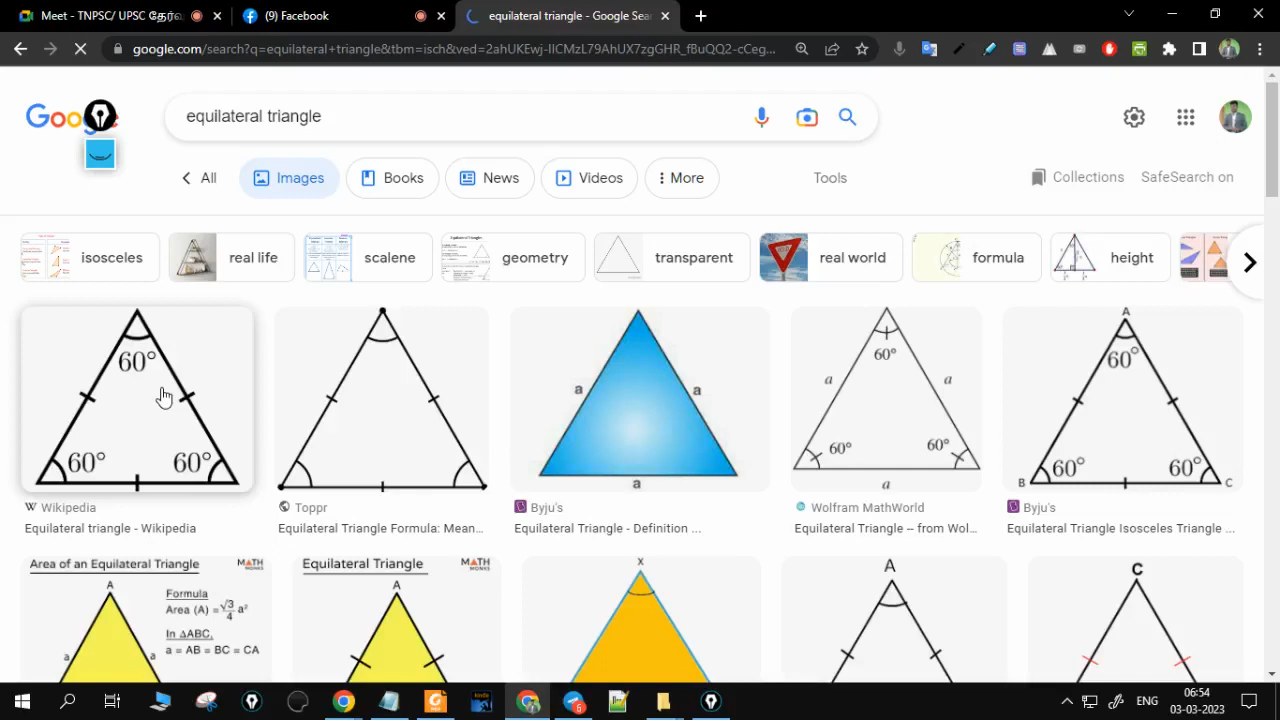 Meet - TNPSC/ UPSC
(9) Facebook
equilateral triangle - Google Sea
google.com/search?q=equilateral+triangle&tbm=isch&ved=2ahUKEwj-IICMzL79AhUX7zgGHR_fBuQQ2-cCeg...
Google
equilateral triangle
All
Images
Books
News
Videos
More
Tools
Collections
SafeSearch on
isosceles
real life
scalene
geometry
transparent
real world
formula
height
60°
60°
60°
a
a
a
60°
a
a
60°
60°
a
A
60°
B
60°
60°
C
Wikipedia
Equilateral triangle - Wikipedia
Toppr
Equilateral Triangle Formula: Mean...
Byju's
Equilateral Triangle - Definition ...
Wolfram MathWorld
Equilateral Triangle -- from Wol...
Byju's
Equilateral Triangle Isosceles Triangle ...
Area of an Equilateral Triangle
MATH
MONKS
A
Formula
Area (A) = √3/4 a²
In ΔABC,
a = AB = BC = CA
a
a
Equilateral Triangle
MATH
MONKS
A
X
A
C
6
ENG
06:54
03-03-2023